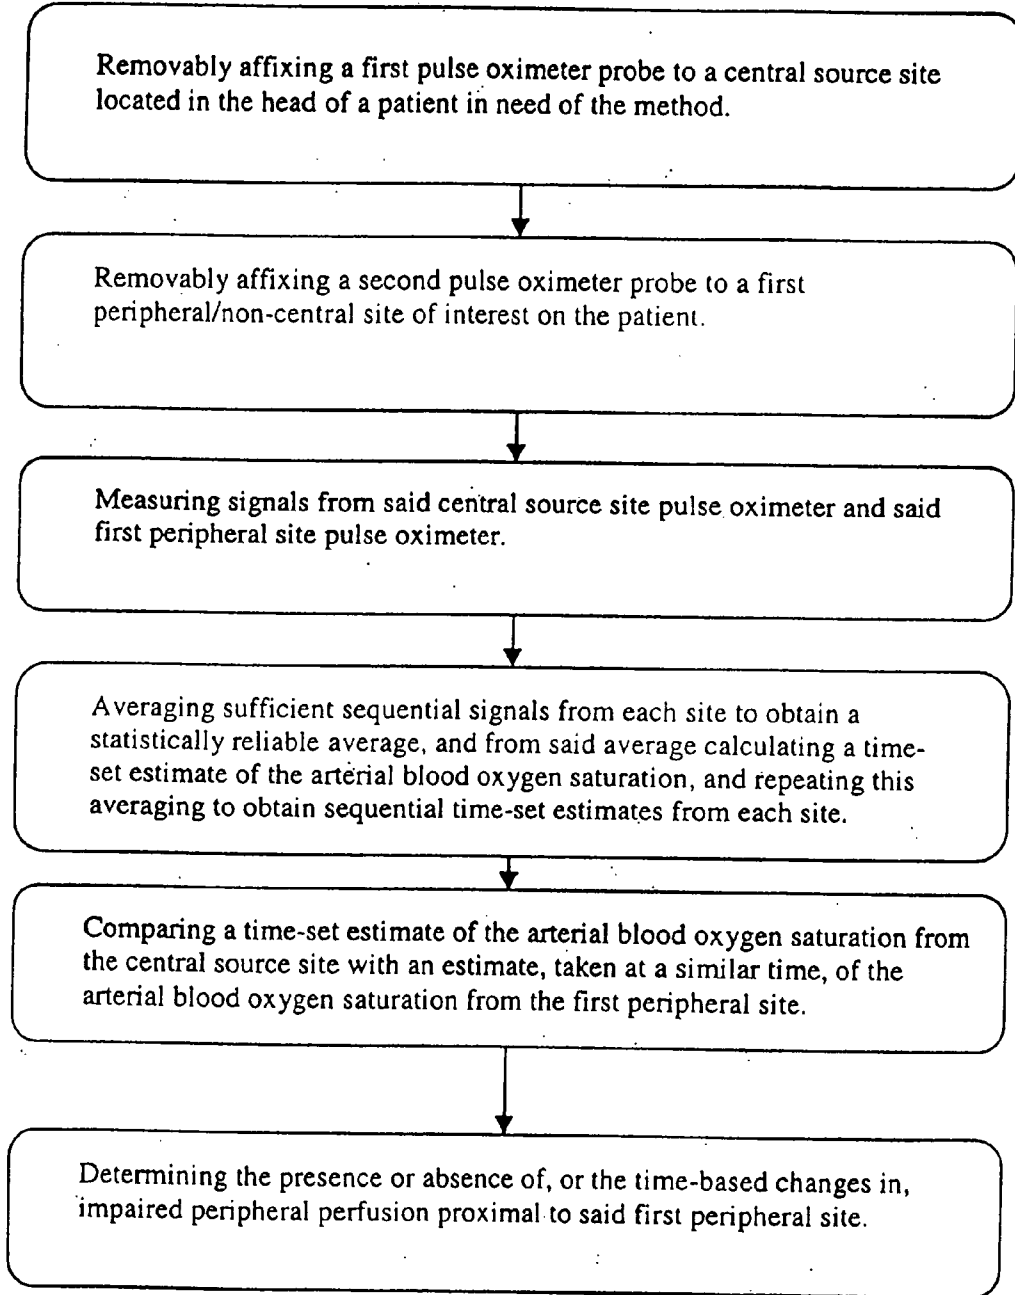 Removably affixing a first pulse oximeter probe to a central source site
located in the head of a patient in need of the method.
Removably affixing a second pulse oximeter probe to a first
peripheral/non-central site of interest on the patient.
Measuring signals from said central source site pulse oximeter and said
first peripheral site pulse oximeter.
Averaging sufficient sequential signals from each site to obtain a
statistically reliable average, and from said average calculating a time-
set estimate of the arterial blood oxygen saturation, and repeating this
averaging to obtain sequential time-set estimates from each site.
Comparing a time-set estimate of the arterial blood oxygen saturation from
the central source site with an estimate, taken at a similar time, of the
arterial blood oxygen saturation from the first peripheral site.
Determining the presence or absence of, or the time-based changes in,
impaired peripheral perfusion proximal to said first peripheral site.